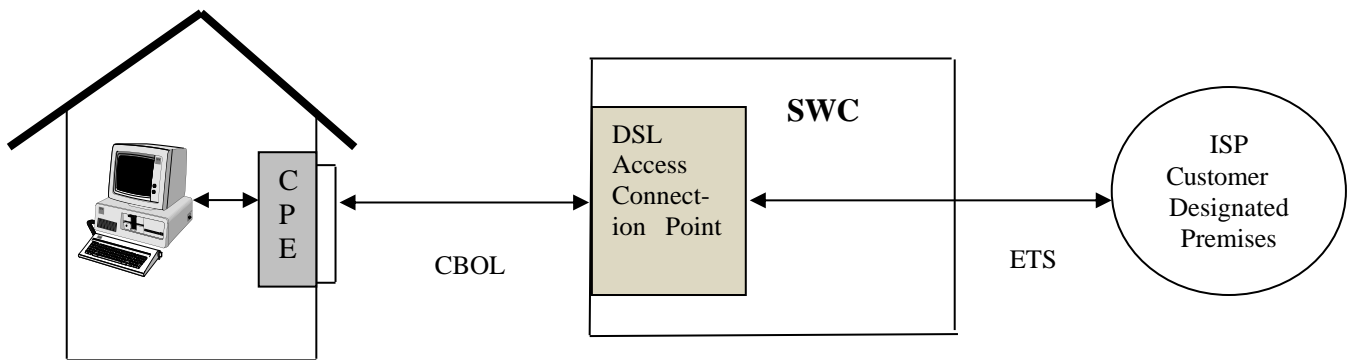 C
P
E
CBOL
DSL
Access
Connect-
ion Point
SWC
ETS
ISP
Customer
Designated
Premises